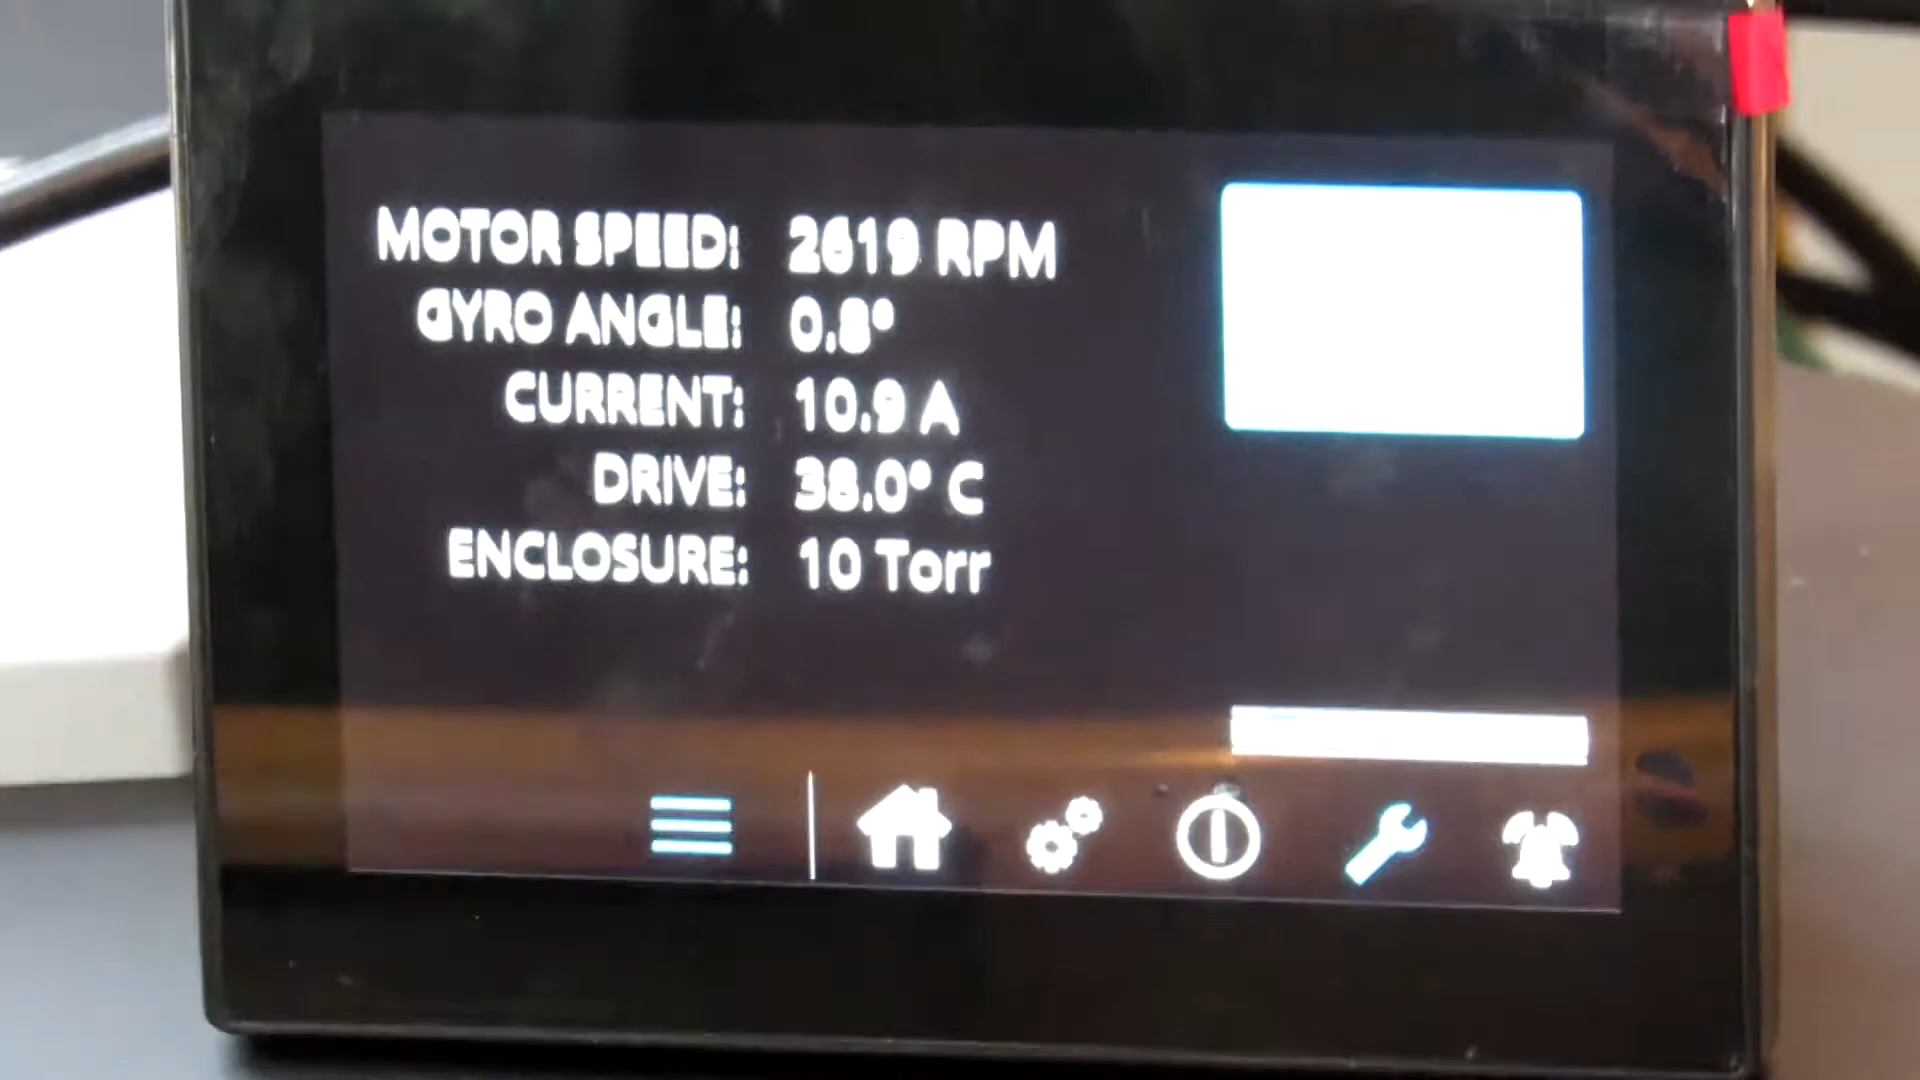 MOTOR SPEED: 2619 RPM
GYRO ANGLE: 0.8°
CURRENT: 10.9 A
DRIVE: 38.0° C
ENCLOSURE: 10 Torr